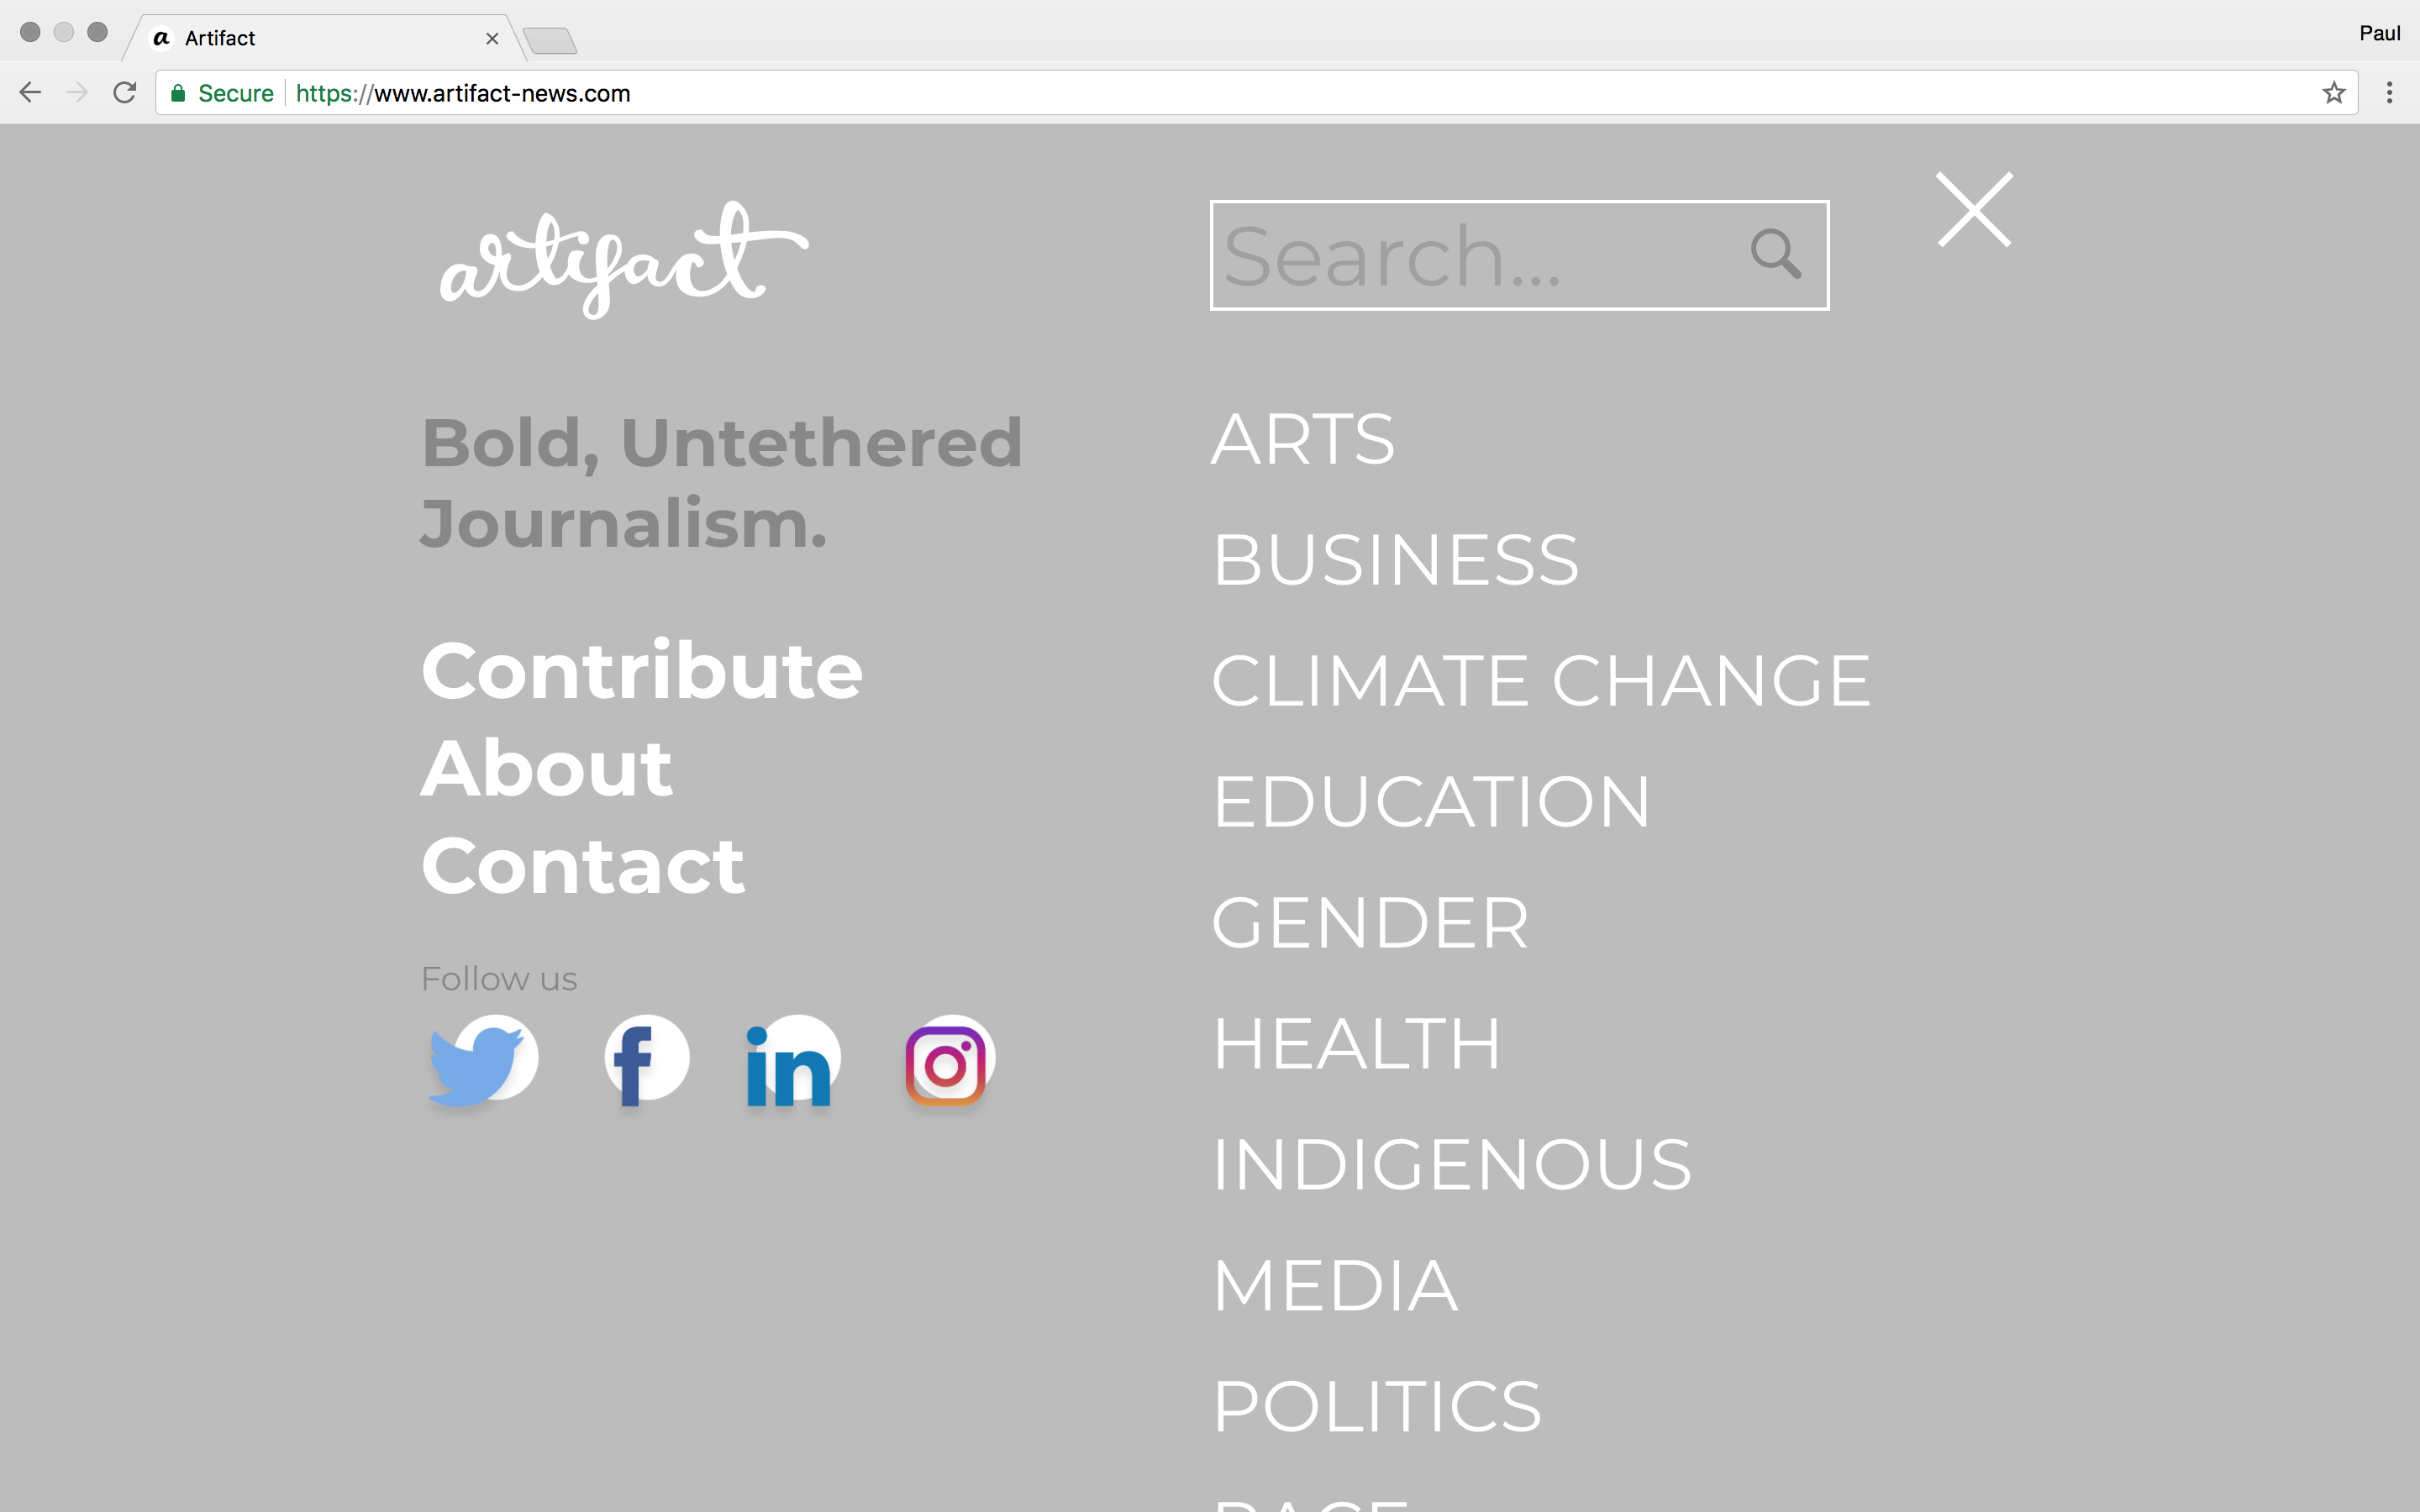 Artifact
Paul
Secure https://www.artifact-news.com
artifact
Search...
Bold, Untethered
Journalism.
Contribute
About
Contact
Follow us
in
ARTS
BUSINESS
CLIMATE CHANGE
EDUCATION
GENDER
HEALTH
INDIGENOUS
MEDIA
POLITICS